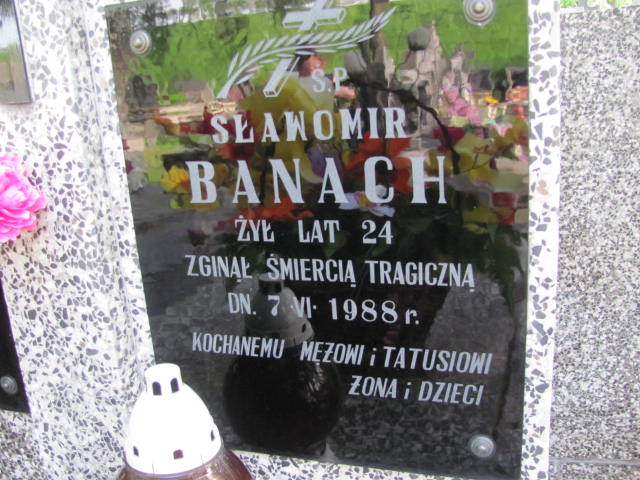 Ś.P.
SŁAWOMIR
BANACH
ŻYŁ LAT 24
ZGINĄŁ ŚMIERCIĄ TRAGICZNĄ
DN. 7 VI 1988 r.
KOCHANEMU MĘŻOWI i TATUSIOWI
ŻONA i DZIECI